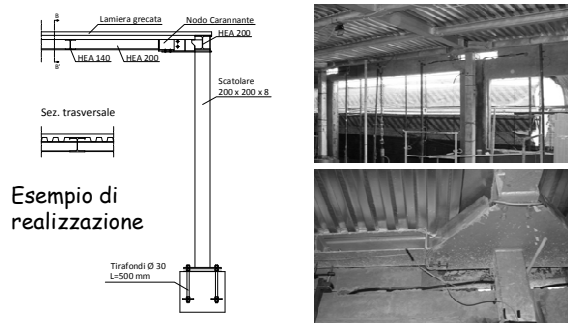 B
Lamiera grecata
Nodo Carannante
HEA 200
B'
HEA 140
HEA 200
Scatolare
200 x 200 x 8
Sez. trasversale
Esempio di
realizzazione
Tirafondi Ø 30
L=500 mm